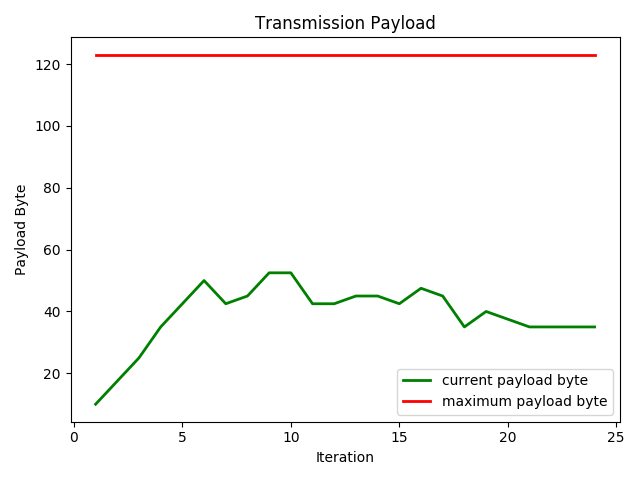 Transmission Payload
Payload Byte
120
100
80
60
40
20
current payload byte
maximum payload byte
0
5
10
15
20
25
Iteration